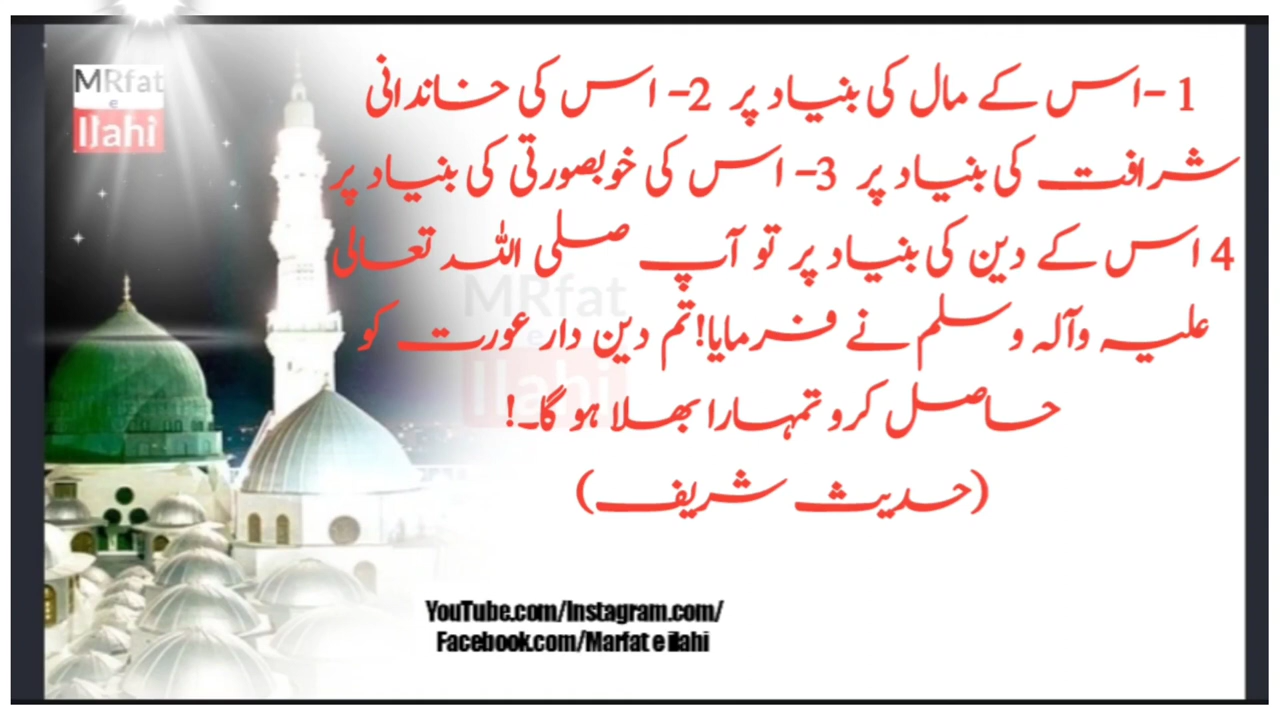 MRfat
e
Ilahi
1 -اس کے مال کی بنیاد پر 2- اس کی خاندانی
شرافت کی بنیاد پر 3- اس کی خوبصورتی کی بنیاد پر
4 اس کے دین کی بنیاد پر تو آپ صلی اللہ تعالی
علیہ وآلہ وسلم نے فرمایا!تم دین دار عورت کو
حاصل کرو تمہارا بھلا ہو گا۔!
(حدیث شریف)
MRfat
e
Ilahi
YouTube.com/Instagram.com/
Facebook.com/Marfat e ilahi